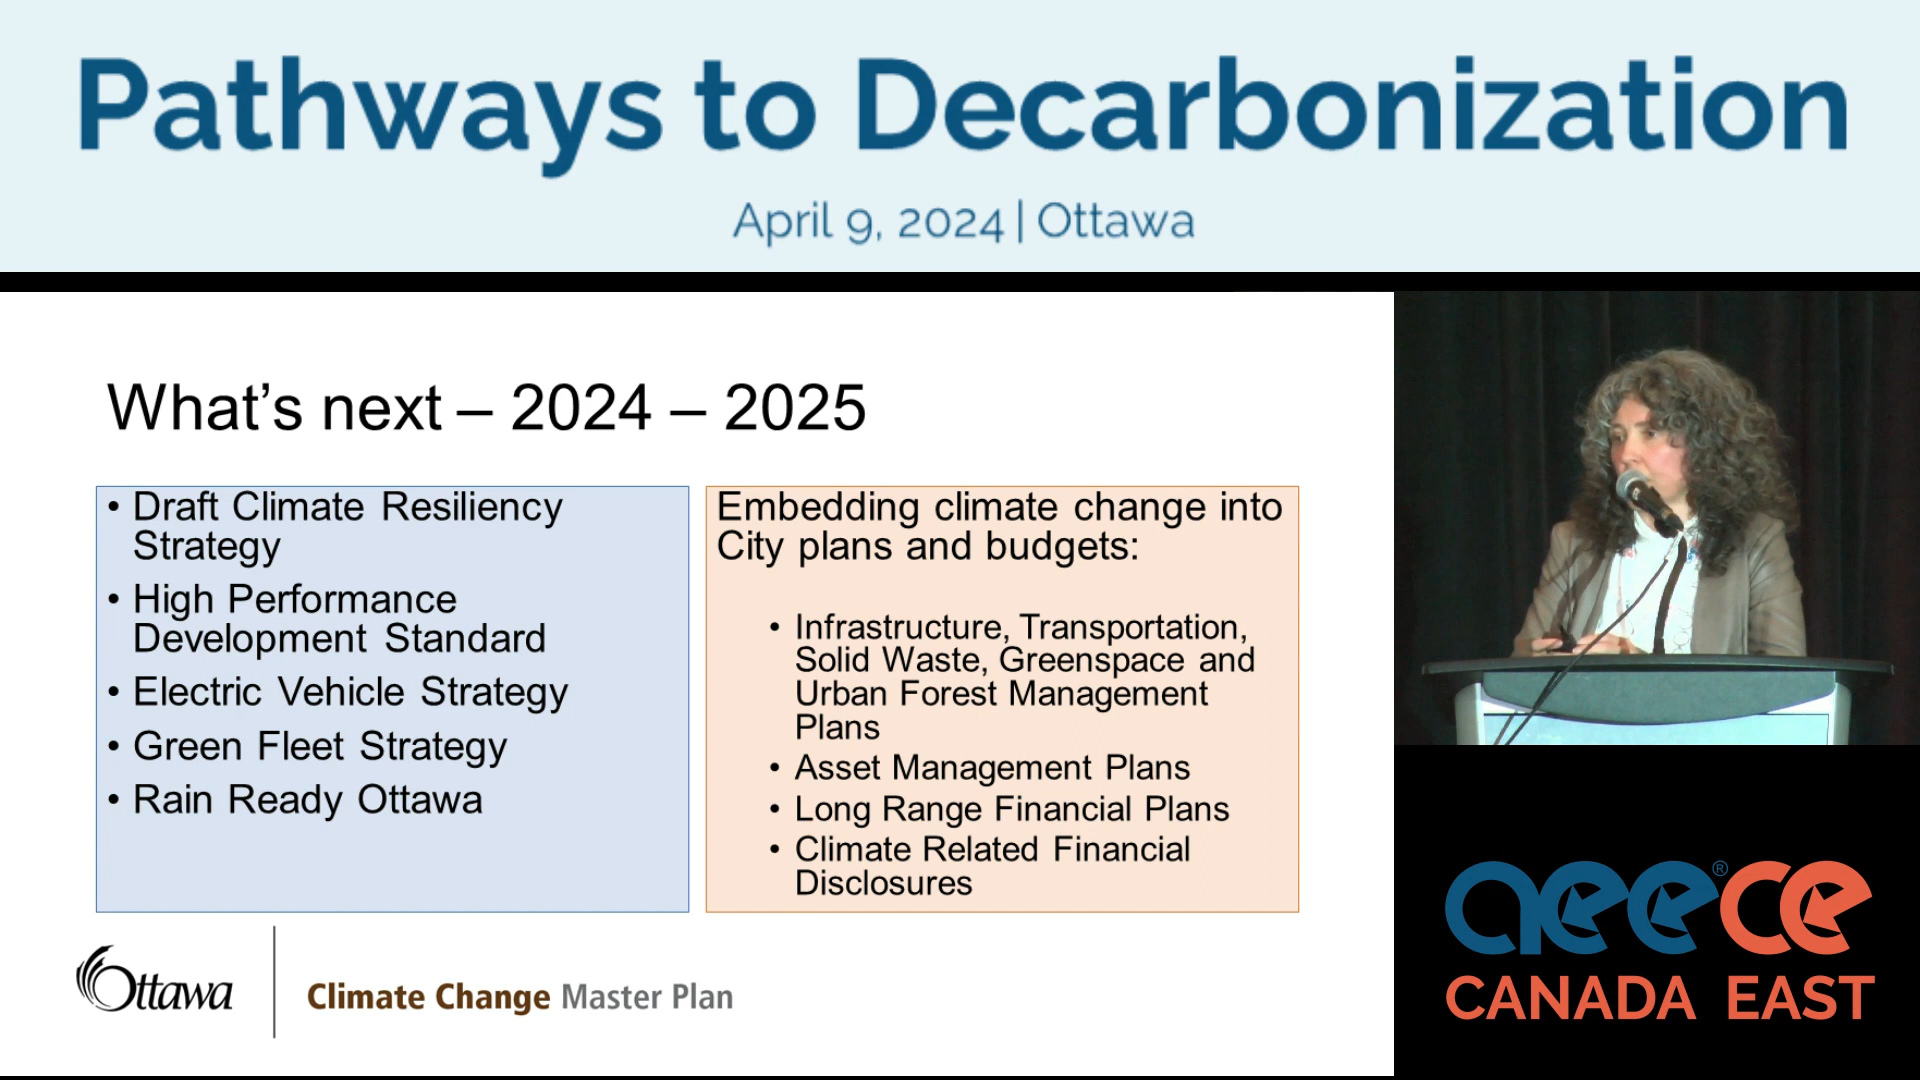 Pathways to Decarbonization
April 9, 2024 | Ottawa
What’s next – 2024 – 2025
• Draft Climate Resiliency
Strategy
• High Performance
Development Standard
• Electric Vehicle Strategy
• Green Fleet Strategy
• Rain Ready Ottawa
Embedding climate change into
City plans and budgets:
• Infrastructure, Transportation,
Solid Waste, Greenspace and
Urban Forest Management
Plans
• Asset Management Plans
• Long Range Financial Plans
• Climate Related Financial
Disclosures
Ottawa
Climate Change Master Plan
aee®ce
CANADA EAST